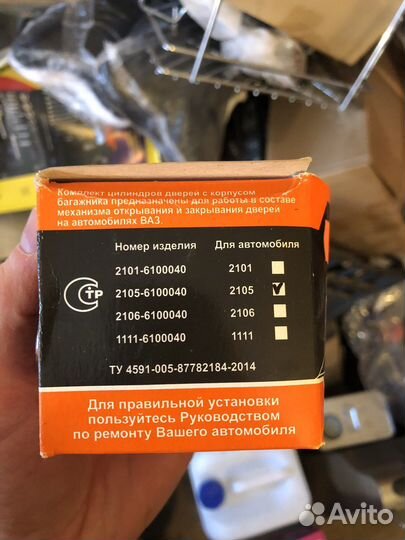 Комплект цилиндров дверей с корпусом
багажника предназначены для работы в составе
механизма открывания и закрывания дверей
на автомобилях ВАЗ.
Номер изделия Для автомобиля
2101-6100040 2101
2105-6100040 2105
2106-6100040 2106
1111-6100040 1111
СТР
ТУ 4591-005-87782184-2014
Для правильной установки
пользуйтесь Руководством
по ремонту Вашего автомобиля
Avito